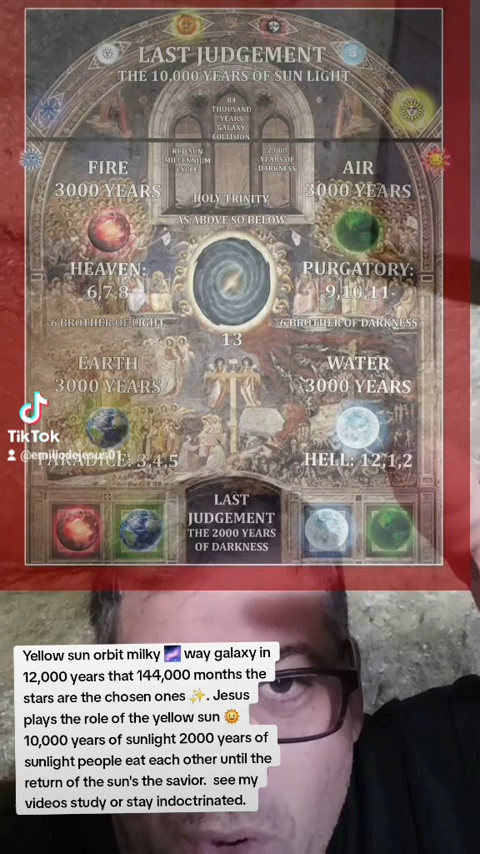 LAST JUDGEMENT
THE 10,000 YEARS OF SUN LIGHT
84
THOUSAND
YEARS
GALAXY
COLLISION
RED SUN
MILLENNIUM
CYCLE
2,000
YEARS OF
DARKNESS
FIRE
3000 YEARS
AIR
3000 YEARS
HOLY TRINITY
AS ABOVE SO BELOW
HEAVEN:
6,7,8
PURGATORY:
9,10,11
6 BROTHER OF LIGHT
6 BROTHER OF DARKNESS
13
EARTH
3000 YEARS
WATER
3000 YEARS
TikTok
@emiliodejesus01
PARADICE: 3,4,5
HELL: 12,1,2
LAST
JUDGEMENT
THE 2000 YEARS
OF DARKNESS
Yellow sun orbit milky 🌌 way galaxy in
12,000 years that 144,000 months the
stars are the chosen ones ✨. Jesus
plays the role of the yellow sun 🌞
10,000 years of sunlight 2000 years of
sunlight people eat each other until the
return of the sun's the savior. see my
videos study or stay indoctrinated.